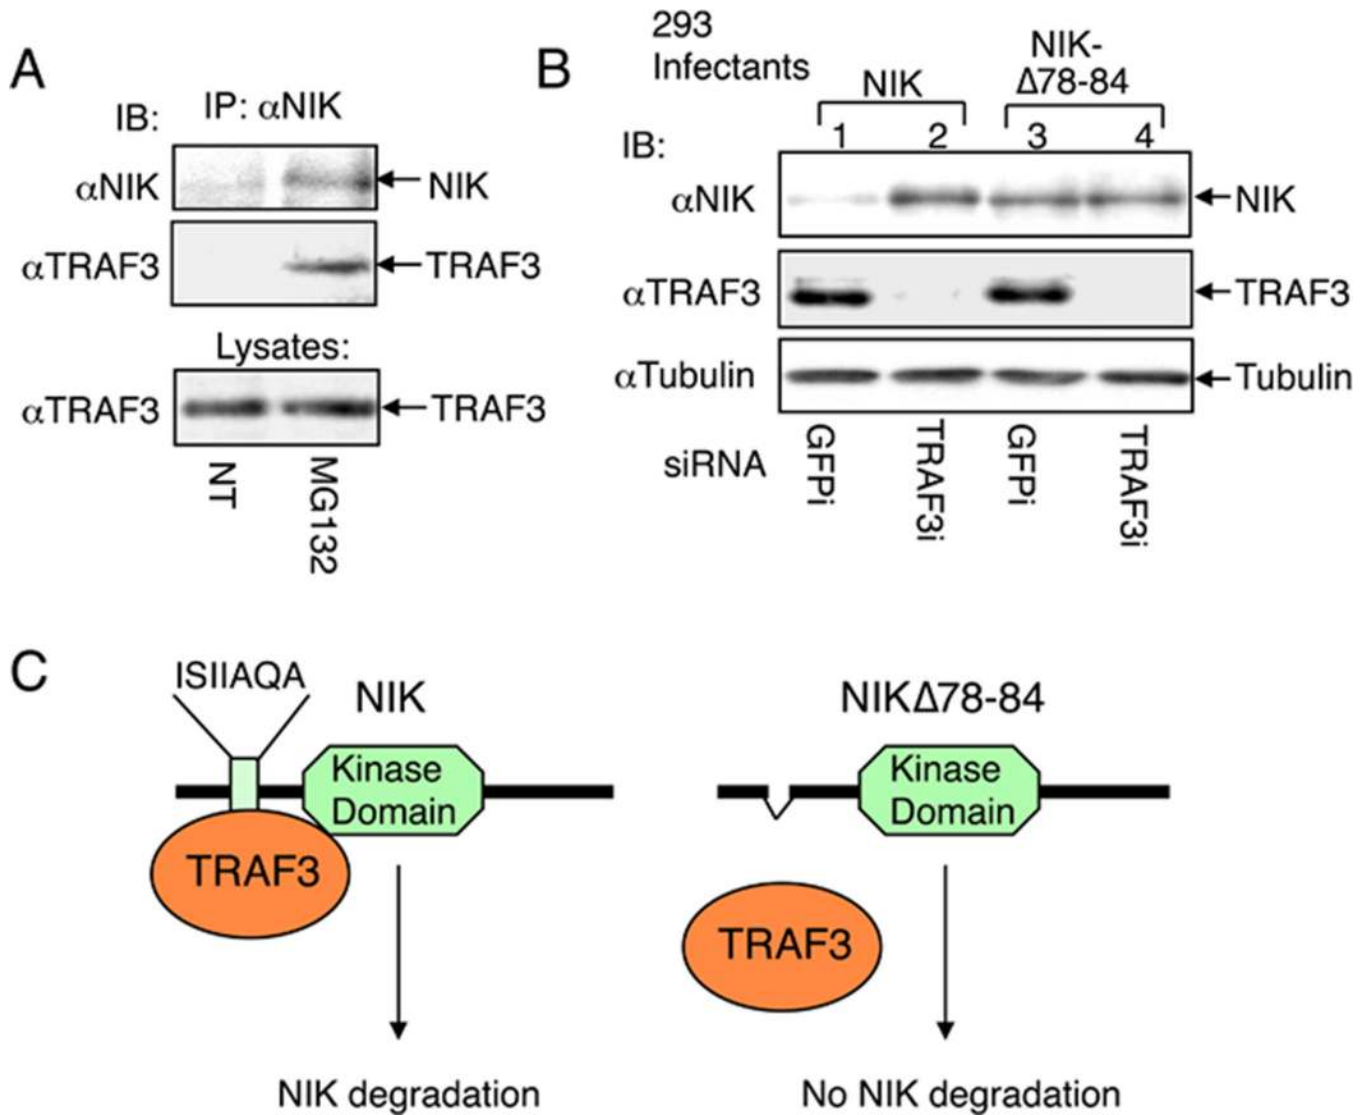 A
IP: αNIK
IB:
αNIK
NIK
αTRAF3
TRAF3
Lysates:
αTRAF3
TRAF3
NT
MG132
B
293
Infectants
NIK
NIK-
Δ78-84
IB:
1 2 3 4
αNIK
NIK
αTRAF3
TRAF3
αTubulin
Tubulin
siRNA
GFPi
TRAF3i
GFPi
TRAF3i
C
ISIIAQA
NIK
Kinase
Domain
TRAF3
NIK degradation
NIKΔ78-84
Kinase
Domain
TRAF3
No NIK degradation